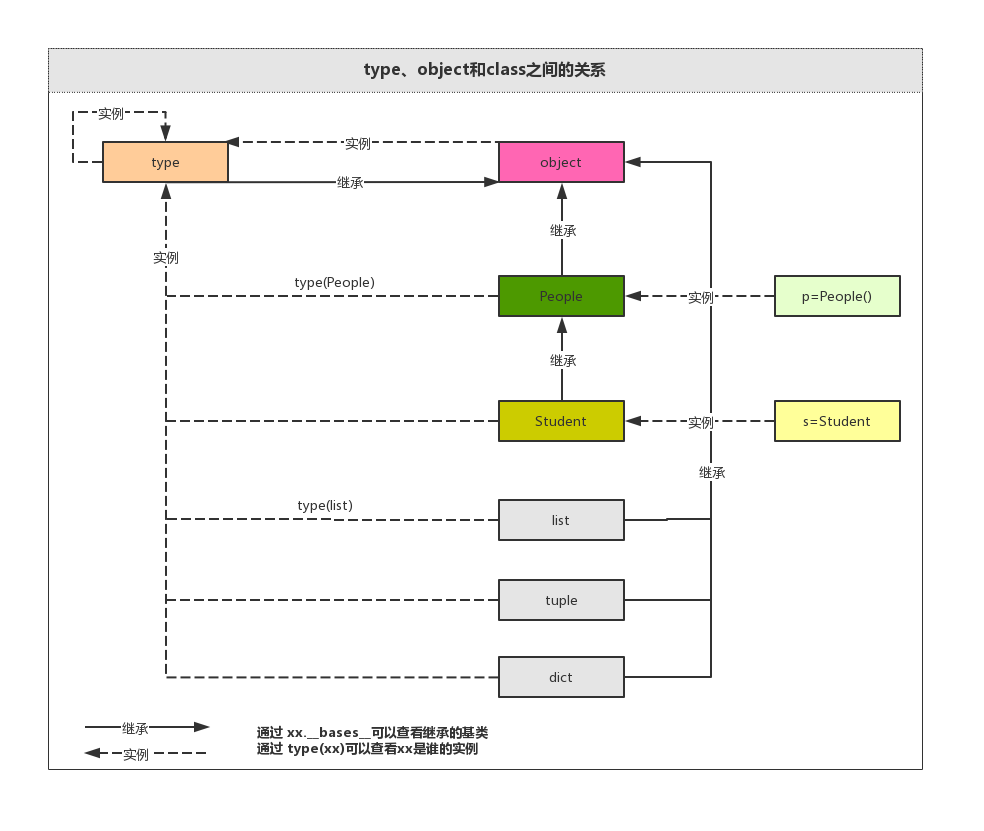 type、object和class之间的关系
实例
实例
type
object
继承
继承
实例
type(People)
People
实例
p=People()
继承
Student
实例
s=Student
继承
type(list)
list
tuple
dict
继承
通过 xx.__bases__可以查看继承的基类
实例
通过 type(xx)可以查看xx是谁的实例